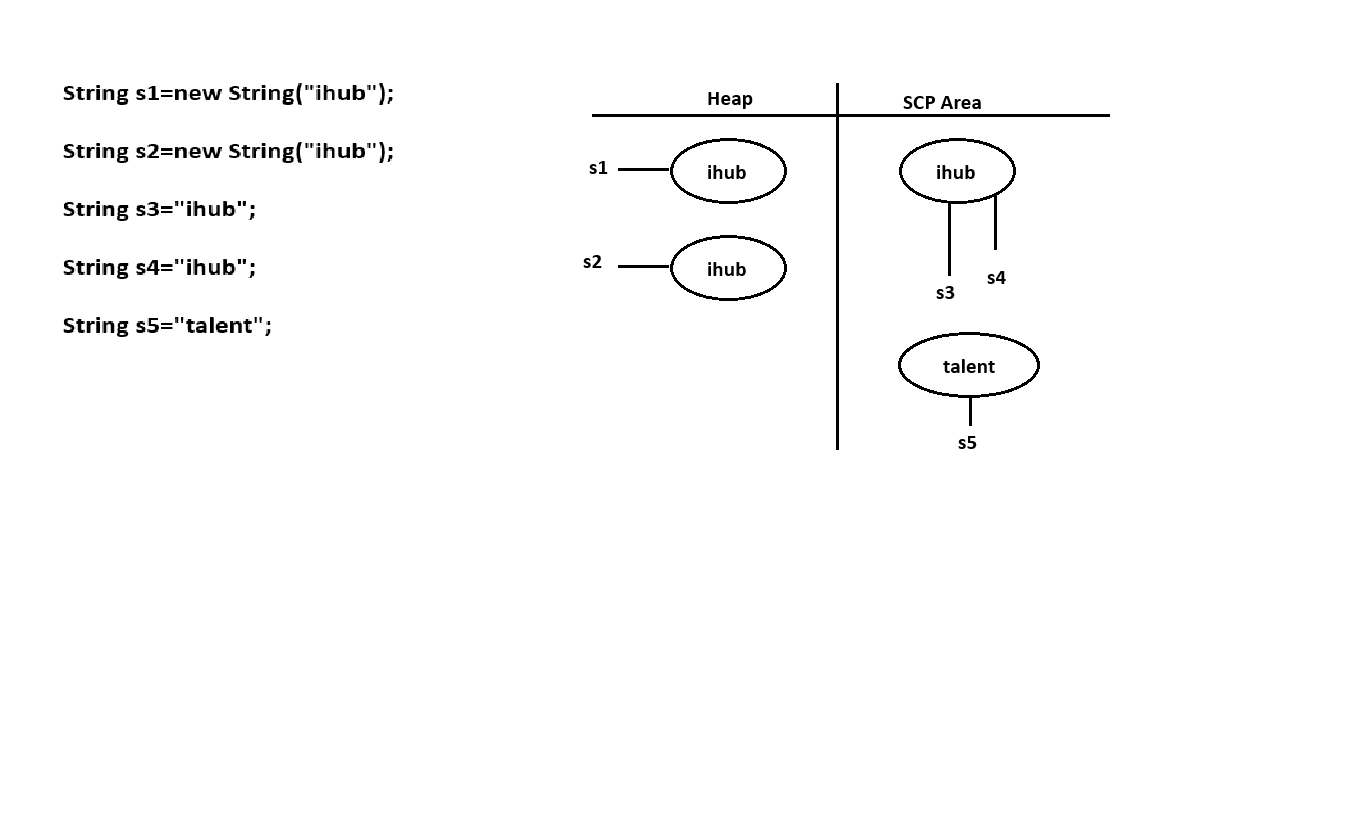 String s1=new String("ihub");
String s2=new String("ihub");
String s3="ihub";
String s4="ihub";
String s5="talent";
Heap
SCP Area
s1
ihub
ihub
s2
ihub
s3
s4
talent
s5